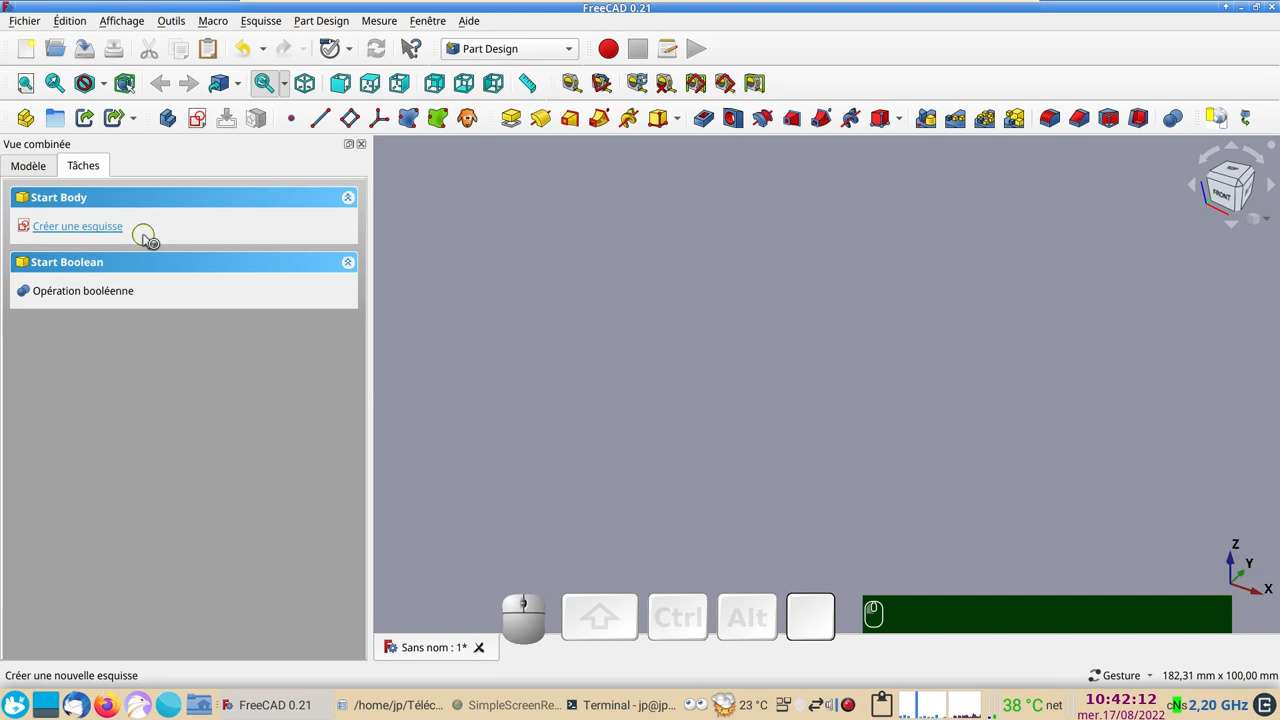 FreeCAD 0.21
Fichier Édition Affichage Outils Macro Esquisse Part Design Mesure Fenêtre Aide
Part Design
Vue combinée
Modèle Tâches
Start Body
Créer une esquisse
Start Boolean
Opération booléenne
FRONT
Z
Y
X
Ctrl Alt
Sans nom : 1*
Créer une nouvelle esquisse
Gesture 182,31 mm x 100,00 mm
FreeCAD 0.21 /home/jp/Téléc... SimpleScreenRe... Terminal - jp@jp... 23 °C 38 °C net 10:42:12 mer.17/08/2022 cNs 2,20 GHz